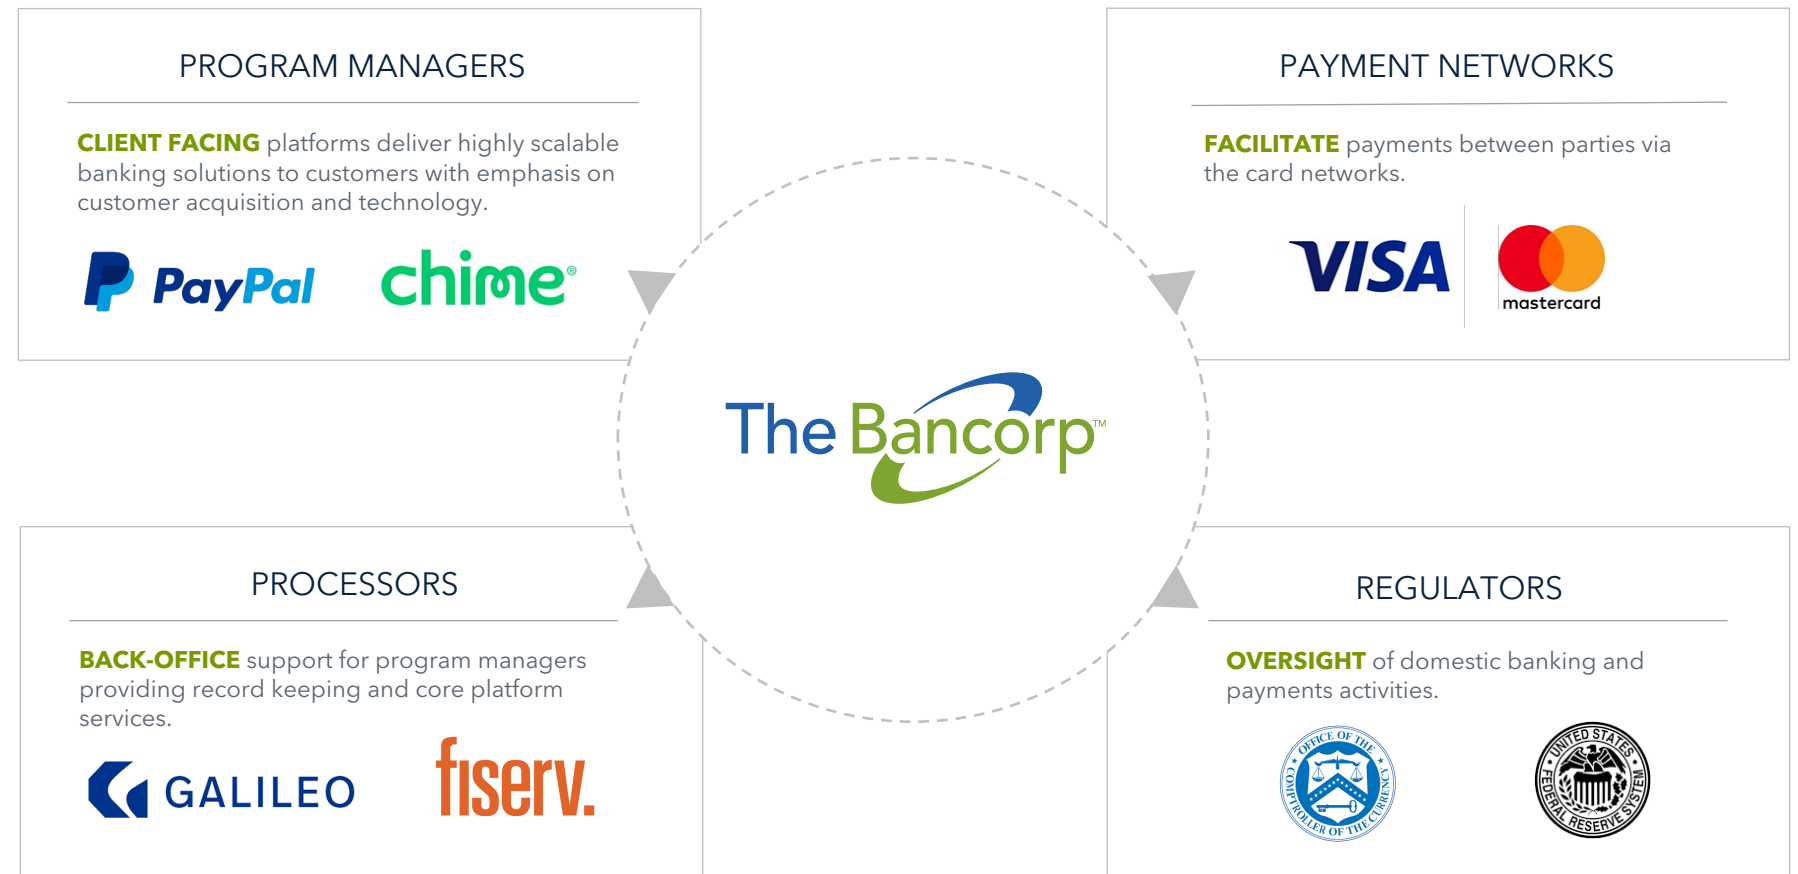 PROGRAM MANAGERS
CLIENT FACING platforms deliver highly scalable
banking solutions to customers with emphasis on
customer acquisition and technology.
PayPal
chime®
PAYMENT NETWORKS
FACILITATE payments between parties via
the card networks.
VISA
mastercard
The Bancorp™
PROCESSORS
BACK-OFFICE support for program managers
providing record keeping and core platform
services.
GALILEO
fiserv.
REGULATORS
OVERSIGHT of domestic banking and
payments activities.
OFFICE OF THE COMPTROLLER OF THE CURRENCY
UNITED STATES FEDERAL RESERVE SYSTEM